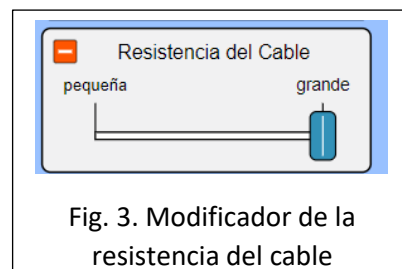 Resistencia del Cable
pequeña grande
Fig. 3. Modificador de la
resistencia del cable